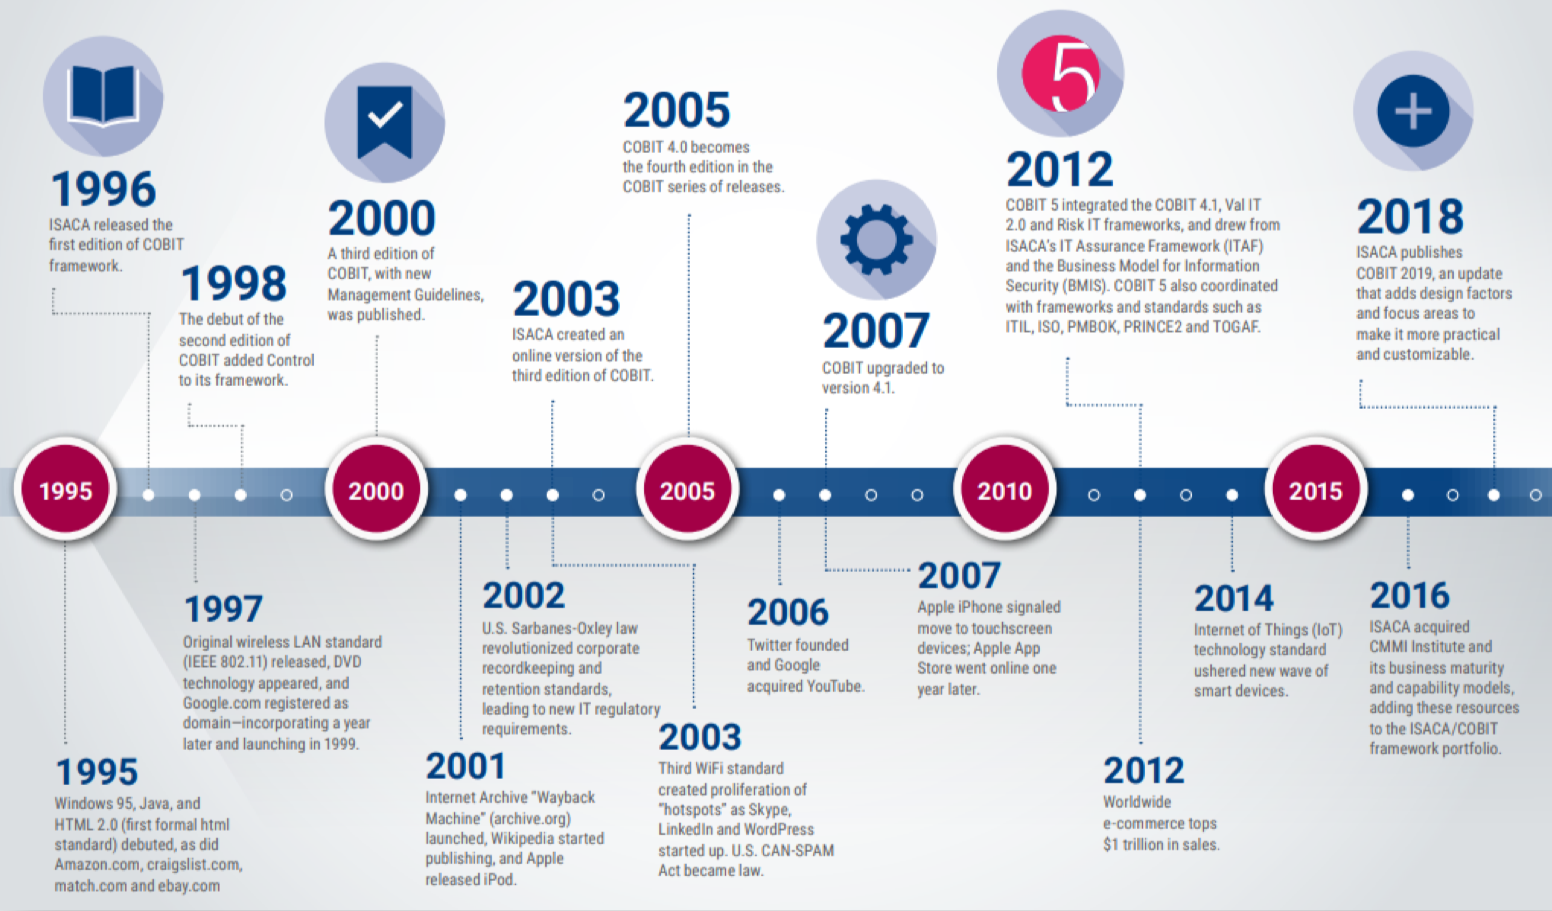 1996
ISACA released the
first edition of COBIT
framework.
1998
The debut of the
second edition of
COBIT added Control
to its framework.
2000
A third edition of
COBIT, with new
Management Guidelines,
was published.
2003
ISACA created an
online version of the
third edition of COBIT.
2005
COBIT 4.0 becomes
the fourth edition in the
COBIT series of releases.
2007
COBIT upgraded to
version 4.1.
5
2012
COBIT 5 integrated the COBIT 4.1, Val IT
2.0 and Risk IT frameworks, and drew from
ISACA's IT Assurance Framework (ITAF)
and the Business Model for Information
Security (BMIS). COBIT 5 also coordinated
with frameworks and standards such as
ITIL, ISO, PMBOK, PRINCE2 and TOGAF.
2018
ISACA publishes
COBIT 2019, an update
that adds design factors
and focus areas to
make it more practical
and customizable.
1995
2000
2005
2010
2015
1995
Windows 95, Java, and
HTML 2.0 (first formal html
standard) debuted, as did
Amazon.com, craigslist.com,
match.com and ebay.com
1997
Original wireless LAN standard
(IEEE 802.11) released, DVD
technology appeared, and
Google.com registered as
domain—incorporating a year
later and launching in 1999.
2001
Internet Archive "Wayback
Machine" (archive.org)
launched, Wikipedia started
publishing, and Apple
released iPod.
2002
U.S. Sarbanes-Oxley law
revolutionized corporate
recordkeeping and
retention standards,
leading to new IT regulatory
requirements.
2003
Third WiFi standard
created proliferation of
"hotspots" as Skype,
LinkedIn and WordPress
started up. U.S. CAN-SPAM
Act became law.
2006
Twitter founded
and Google
acquired YouTube.
2007
Apple iPhone signaled
move to touchscreen
devices; Apple App
Store went online one
year later.
2012
Worldwide
e-commerce tops
$1 trillion in sales.
2014
Internet of Things (IoT)
technology standard
ushered new wave of
smart devices.
2016
ISACA acquired
CMMI Institute and
its business maturity
and capability models,
adding these resources
to the ISACA/COBIT
framework portfolio.